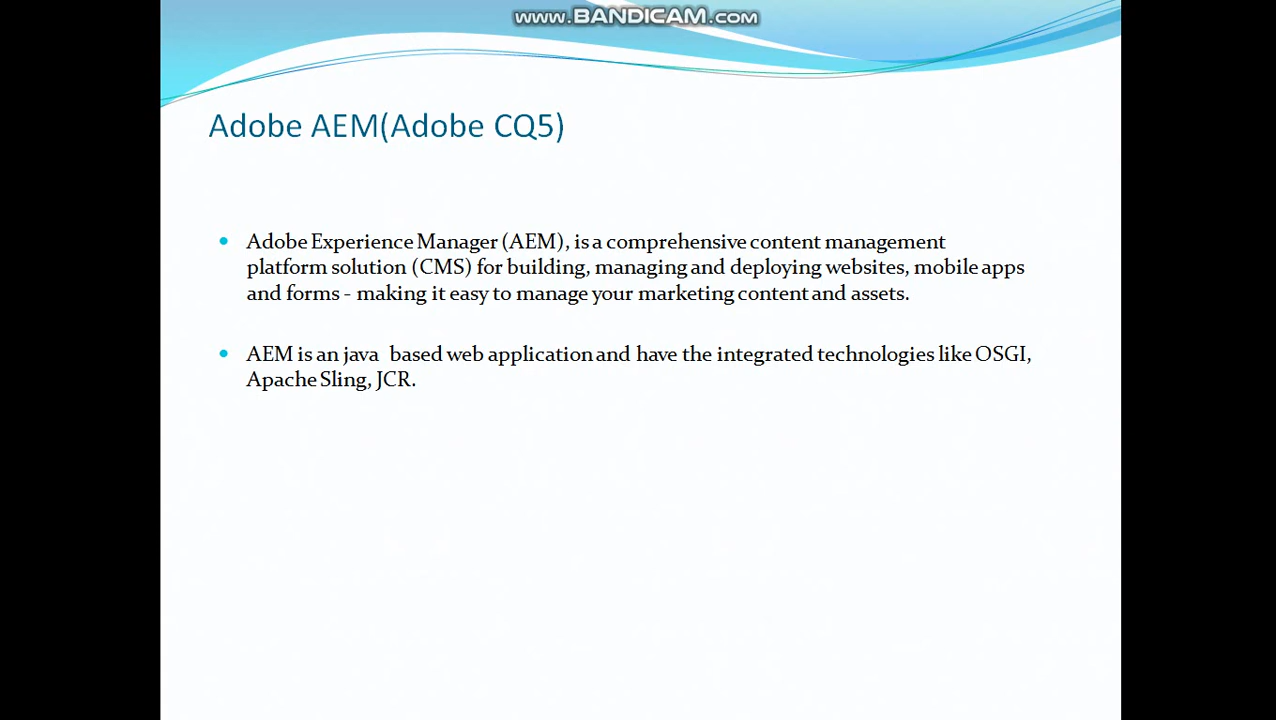 www.BANDICAM.com
Adobe AEM(Adobe CQ5)
Adobe Experience Manager (AEM), is a comprehensive content management
platform solution (CMS) for building, managing and deploying websites, mobile apps
and forms - making it easy to manage your marketing content and assets.
AEM is an java  based web application and have the integrated technologies like OSGI,
Apache Sling, JCR.